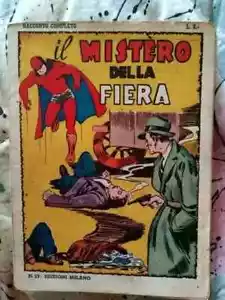 RACCONTO COMPLETO
il MISTERO
DELLA
FIERA
EDIZIONI MILANO